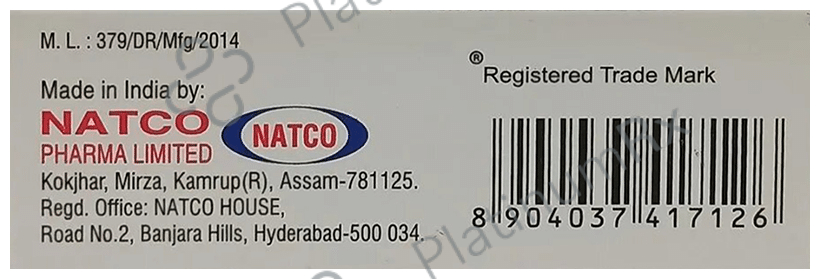 M. L. : 379/DR/Mfg/2014
Made in India by:
NATCO
PHARMA LIMITED
NATCO
Kokjhar, Mirza, Kamrup(R), Assam-781125.
Regd. Office: NATCO HOUSE,
Road No.2, Banjara Hills, Hyderabad-500 034.
® Registered Trade Mark
8 904037 417126
PlatinumRx